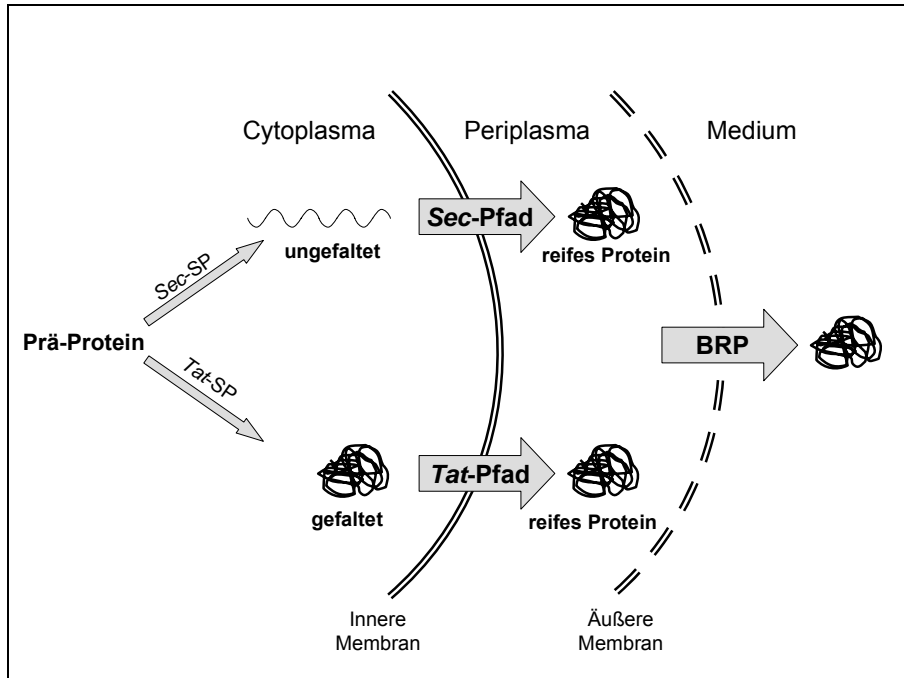 Cytoplasma
Periplasma
Medium
Sec-Pfad
ungefaltet
reifes Protein
Sec-SP
Prä-Protein
BRP
Tat-SP
Tat-Pfad
gefaltet
reifes Protein
Innere
Membran
Äußere
Membran